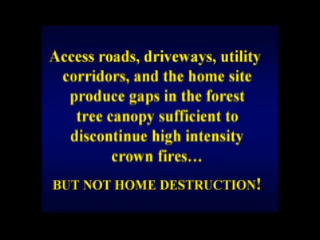 Access roads, driveways, utility
corridors, and the home site
produce gaps in the forest
tree canopy sufficient to
discontinue high intensity
crown fires...
BUT NOT HOME DESTRUCTION!